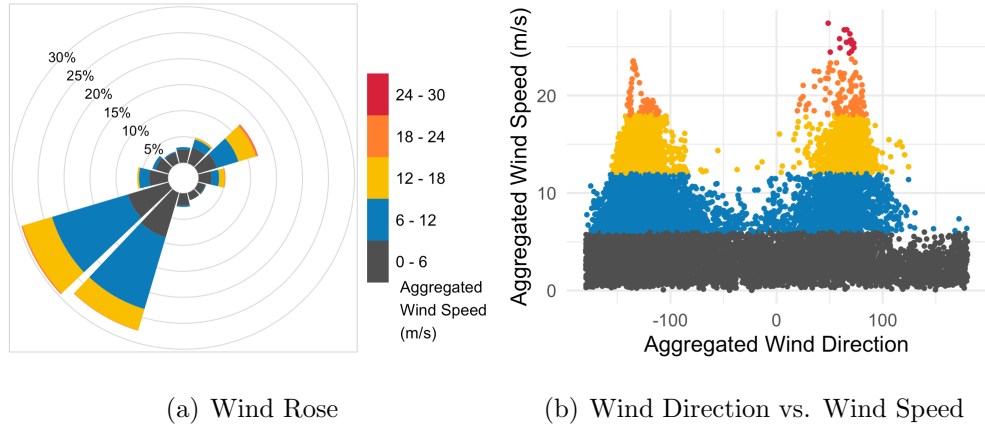 30%
25%
20%
15%
10%
5%
24 - 30
18 - 24
12 - 18
6 - 12
0 - 6
Aggregated
Wind Speed
(m/s)
Aggregated Wind Speed (m/s)
20
10
0
-100 0 100
Aggregated Wind Direction
(a) Wind Rose
(b) Wind Direction vs. Wind Speed